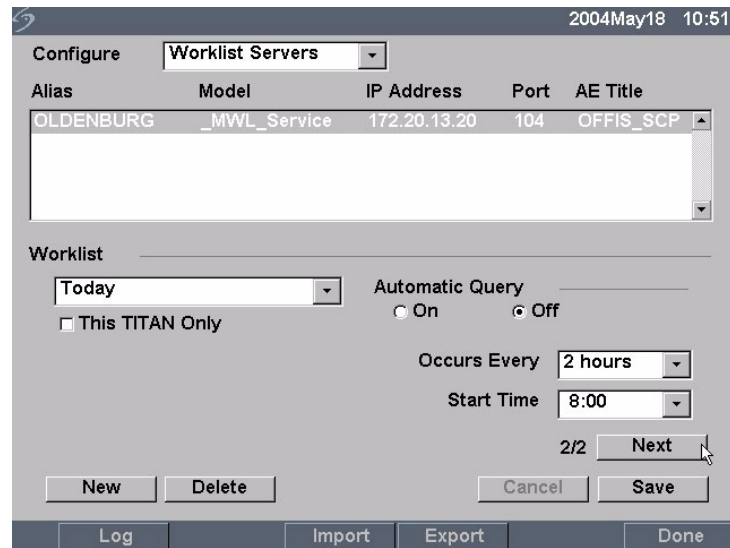 2004May18 10:51
Configure Worklist Servers
Alias Model IP Address Port AE Title
OLDENBURG _MWL_Service 172.20.13.20 104 OFFIS_SCP
Worklist
Today
Automatic Query
On Off
This TITAN Only
Occurs Every 2 hours
Start Time 8:00
2/2 Next
New Delete Cancel Save
Log Import Export Done